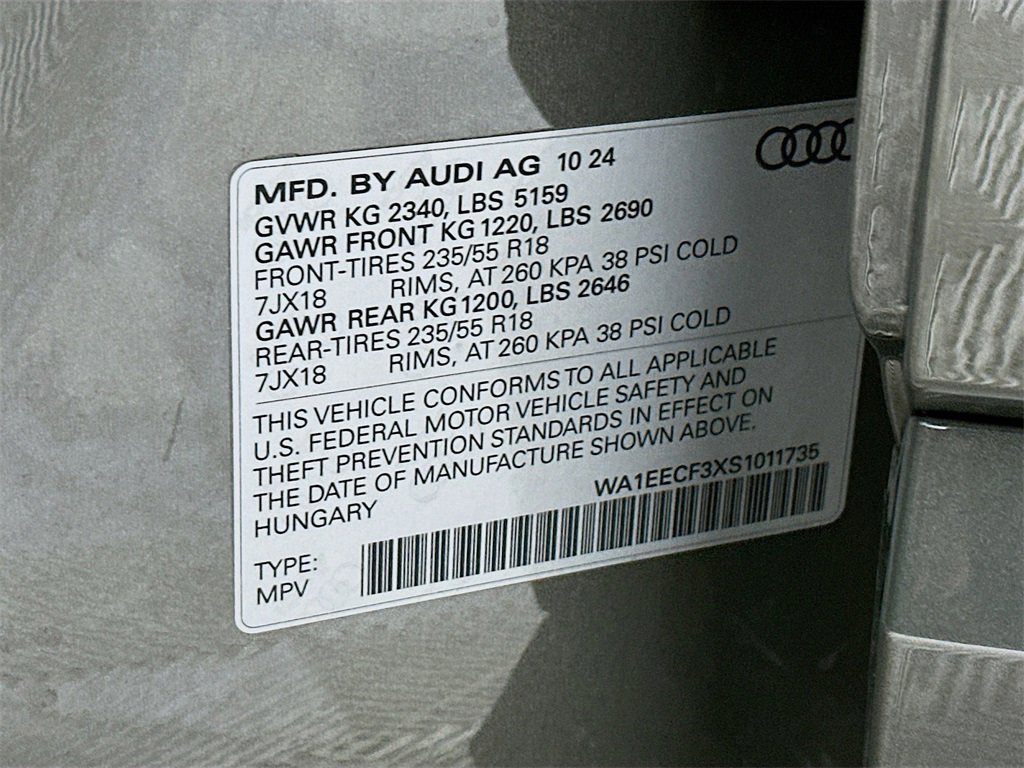 MFD. BY AUDI AG 10 24
GVWR KG 2340, LBS 5159
GAWR FRONT KG 1220, LBS 2690
FRONT-TIRES 235/55 R18
7JX18 RIMS, AT 260 KPA 38 PSI COLD
GAWR REAR KG 1200, LBS 2646
REAR-TIRES 235/55 R18
7JX18 RIMS, AT 260 KPA 38 PSI COLD
THIS VEHICLE CONFORMS TO ALL APPLICABLE
U.S. FEDERAL MOTOR VEHICLE SAFETY AND
THEFT PREVENTION STANDARDS IN EFFECT ON
THE DATE OF MANUFACTURE SHOWN ABOVE.
HUNGARY
WA1EECF3XS1011735
TYPE:
MPV